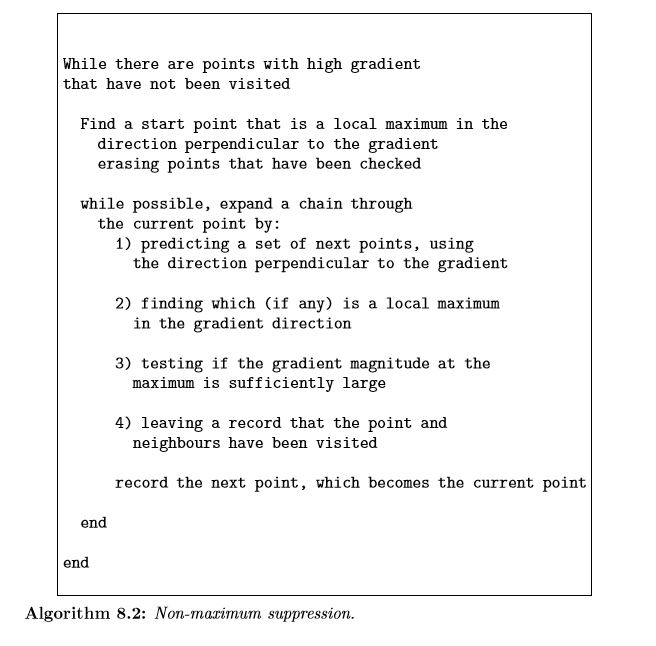 While there are points with high gradient
that have not been visited
Find a start point that is a local maximum in the
direction perpendicular to the gradient
erasing points that have been checked
while possible, expand a chain through
the current point by:
1) predicting a set of next points, using
the direction perpendicular to the gradient
2) finding which (if any) is a local maximum
in the gradient direction
3) testing if the gradient magnitude at the
maximum is sufficiently large
4) leaving a record that the point and
neighbours have been visited
record the next point, which becomes the current point
end
end
Algorithm 8.2: Non-maximum suppression.